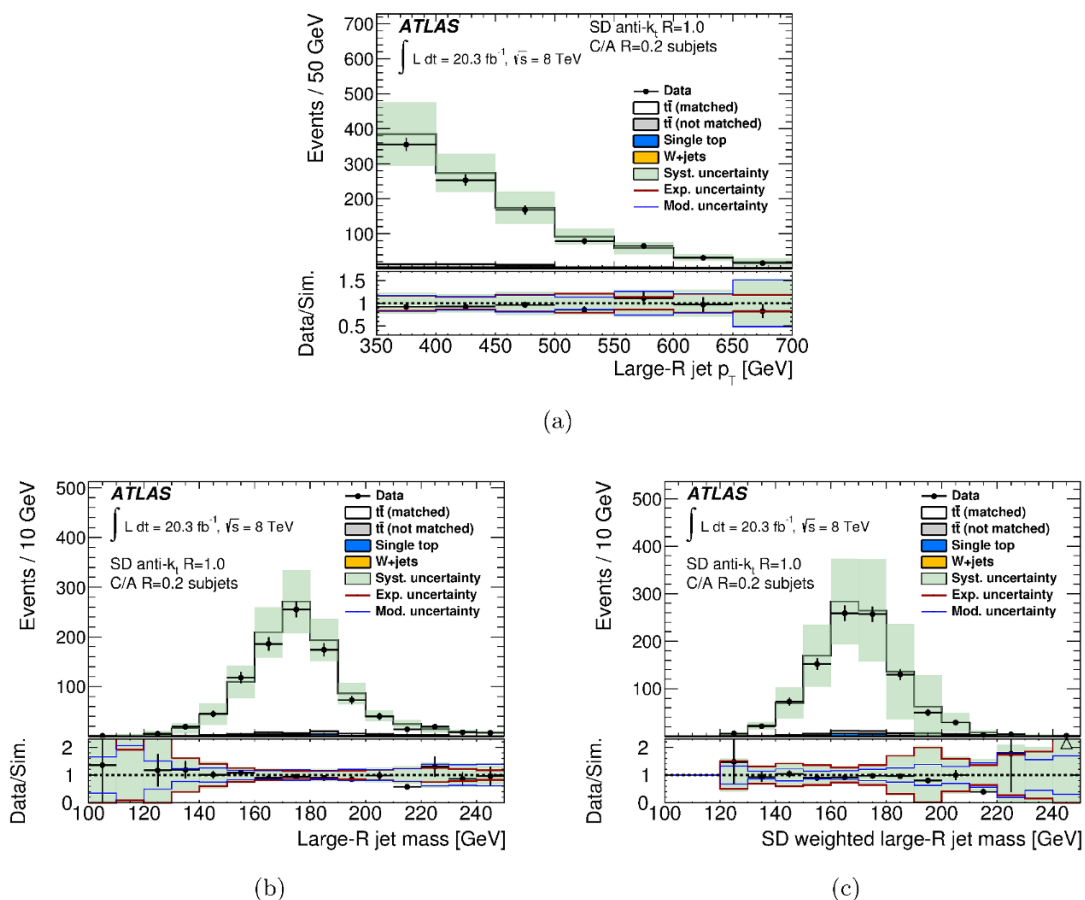 Events / 50 GeV
700
600
500
400
300
200
100
ATLAS
∫ L dt = 20.3 fb⁻¹, √s = 8 TeV
SD anti-kₜ R=1.0
C/A R=0.2 subjets
Data
tt̄ (matched)
tt̄ (not matched)
Single top
W+jets
Syst. uncertainty
Exp. uncertainty
Mod. uncertainty
Data/Sim.
1.5
1
0.5
350 400 450 500 550 600 650 700
Large-R jet p_T [GeV]
(a)
Events / 10 GeV
500
400
300
200
100
ATLAS
∫ L dt = 20.3 fb⁻¹, √s = 8 TeV
SD anti-kₜ R=1.0
C/A R=0.2 subjets
Data
tt̄ (matched)
tt̄ (not matched)
Single top
W+jets
Syst. uncertainty
Exp. uncertainty
Mod. uncertainty
Data/Sim.
2
1
0
100 120 140 160 180 200 220 240
Large-R jet mass [GeV]
(b)
Events / 10 GeV
500
400
300
200
100
ATLAS
∫ L dt = 20.3 fb⁻¹, √s = 8 TeV
SD anti-kₜ R=1.0
C/A R=0.2 subjets
Data
tt̄ (matched)
tt̄ (not matched)
Single top
W+jets
Syst. uncertainty
Exp. uncertainty
Mod. uncertainty
Data/Sim.
2
1
0
100 120 140 160 180 200 220 240
SD weighted large-R jet mass [GeV]
(c)